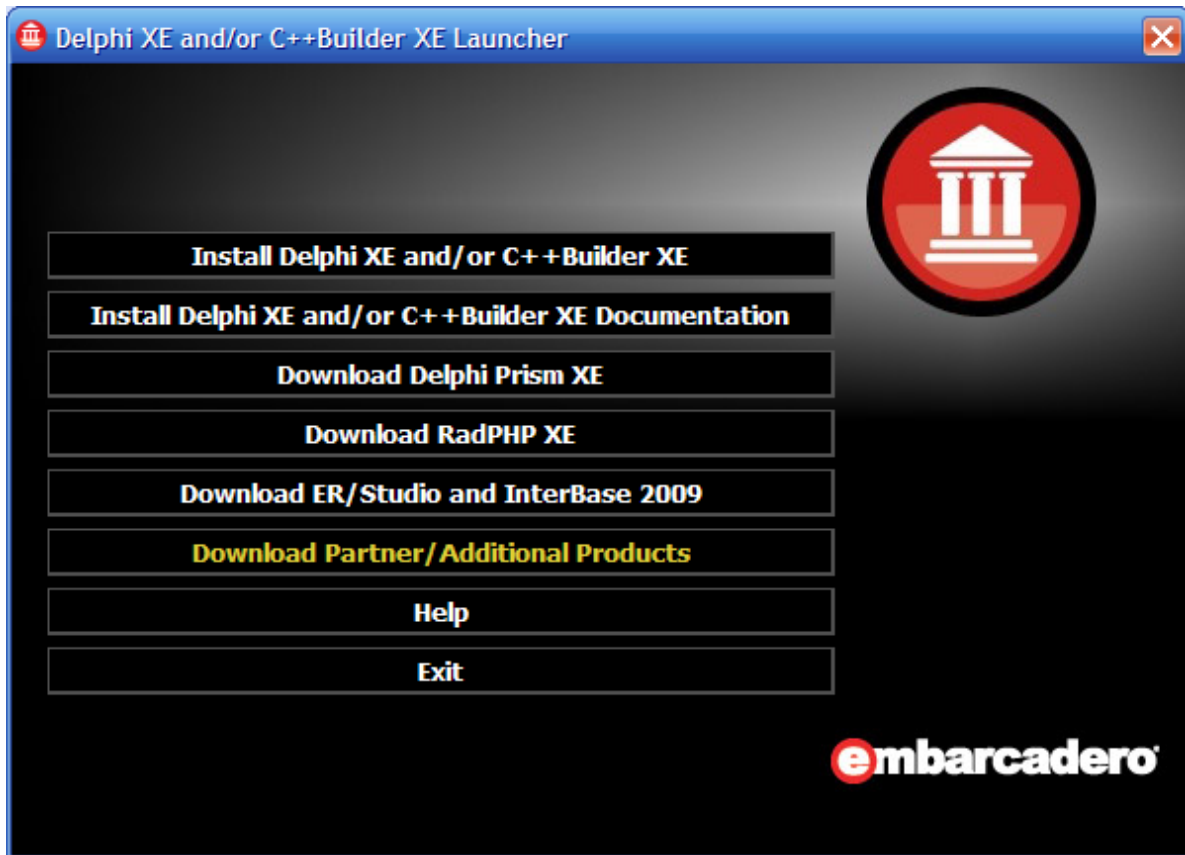 Delphi XE and/or C++Builder XE Launcher
Install Delphi XE and/or C++Builder XE
Install Delphi XE and/or C++Builder XE Documentation
Download Delphi Prism XE
Download RadPHP XE
Download ER/Studio and InterBase 2009
Download Partner/Additional Products
Help
Exit
embarcadero